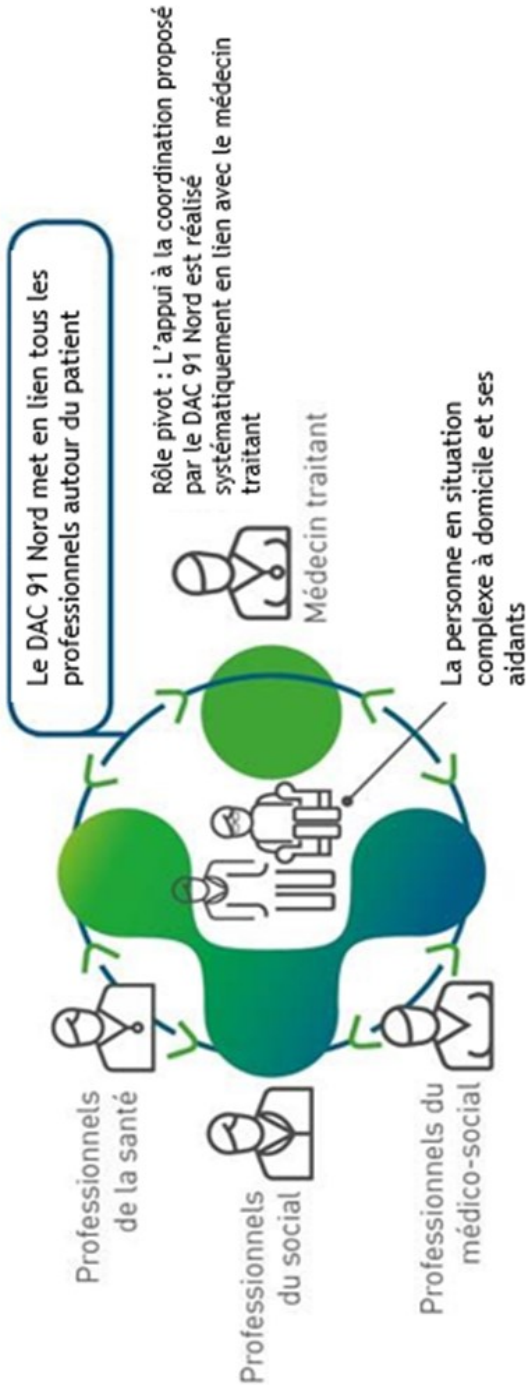 Le DAC 91 Nord met en lien tous les
professionnels autour du patient
Rôle pivot : L'appui à la coordination proposé
par le DAC 91 Nord est réalisé
systématiquement en lien avec le médecin
traitant
Médecin traitant
La personne en situation
complexe à domicile et ses
aidants
Professionnels
de la santé
Professionnels
du social
Professionnels du
médico-social